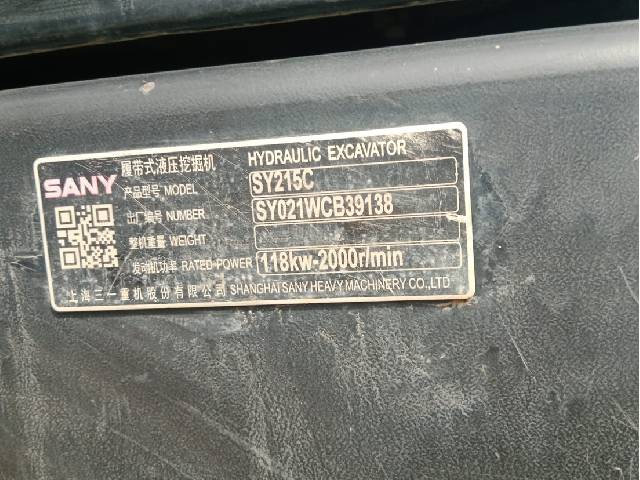 SANY
履带式液压挖掘机 HYDRAULIC EXCAVATOR
产品型号 MODEL SY215C
出厂编号 NUMBER SY021WCB39138
整机重量 WEIGHT
发动机功率 RATED POWER 118kw-2000r/min
上海三一重机股份有限公司 SHANGHAI SANY HEAVY MACHINERY CO.,LTD